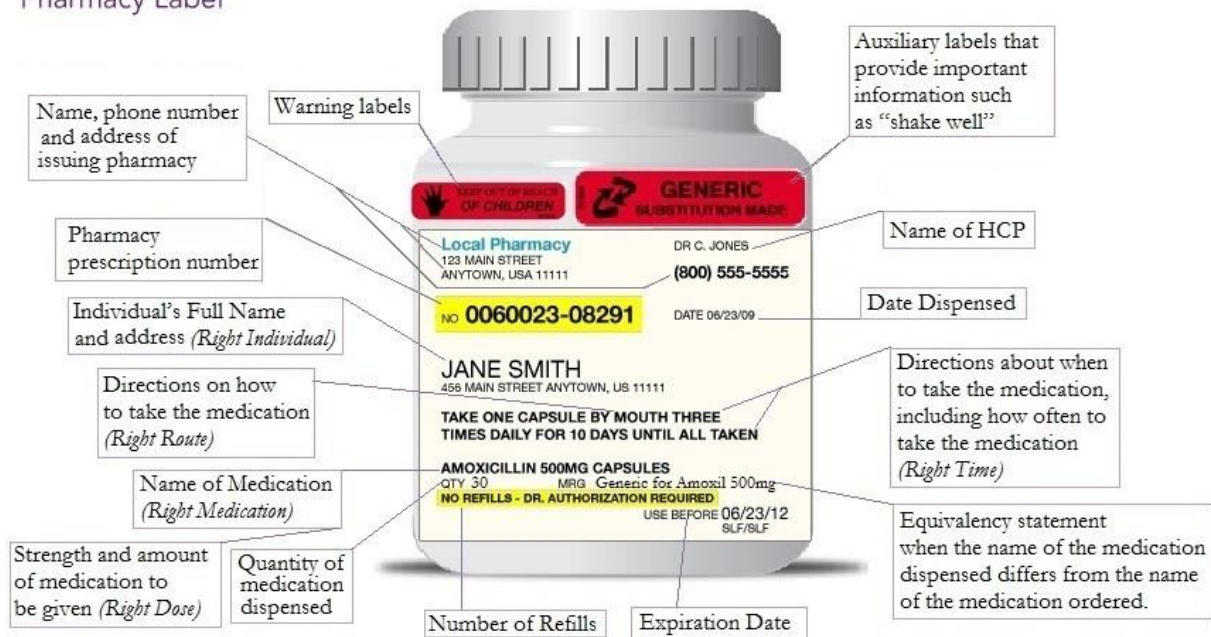 Pharmacy Label
Name, phone number
and address of
issuing pharmacy
Warning labels
Auxiliary labels that
provide important
information such
as “shake well”
KEEP OUT OF REACH
OF CHILDREN
GENERIC
SUBSTITUTION MADE
Pharmacy
prescription number
Local Pharmacy
123 MAIN STREET
ANYTOWN, USA 11111
DR C. JONES
(800) 555-5555
Name of HCP
NO 0060023-08291
DATE 06/23/09
Date Dispensed
Individual's Full Name
and address (Right Individual)
JANE SMITH
456 MAIN STREET ANYTOWN, US 11111
Directions on how
to take the medication
(Right Route)
TAKE ONE CAPSULE BY MOUTH THREE
TIMES DAILY FOR 10 DAYS UNTIL ALL TAKEN
Directions about when
to take the medication,
including how often to
take the medication
(Right Time)
Name of Medication
(Right Medication)
AMOXICILLIN 500MG CAPSULES
QTY 30 MRG Generic for Amoxil 500mg
NO REFILLS - DR. AUTHORIZATION REQUIRED
USE BEFORE 06/23/12
SLF/SLF
Strength and amount
of medication to
be given (Right Dose)
Quantity of
medication
dispensed
Number of Refills
Expiration Date
Equivalency statement
when the name of the medication
dispensed differs from the name
of the medication ordered.